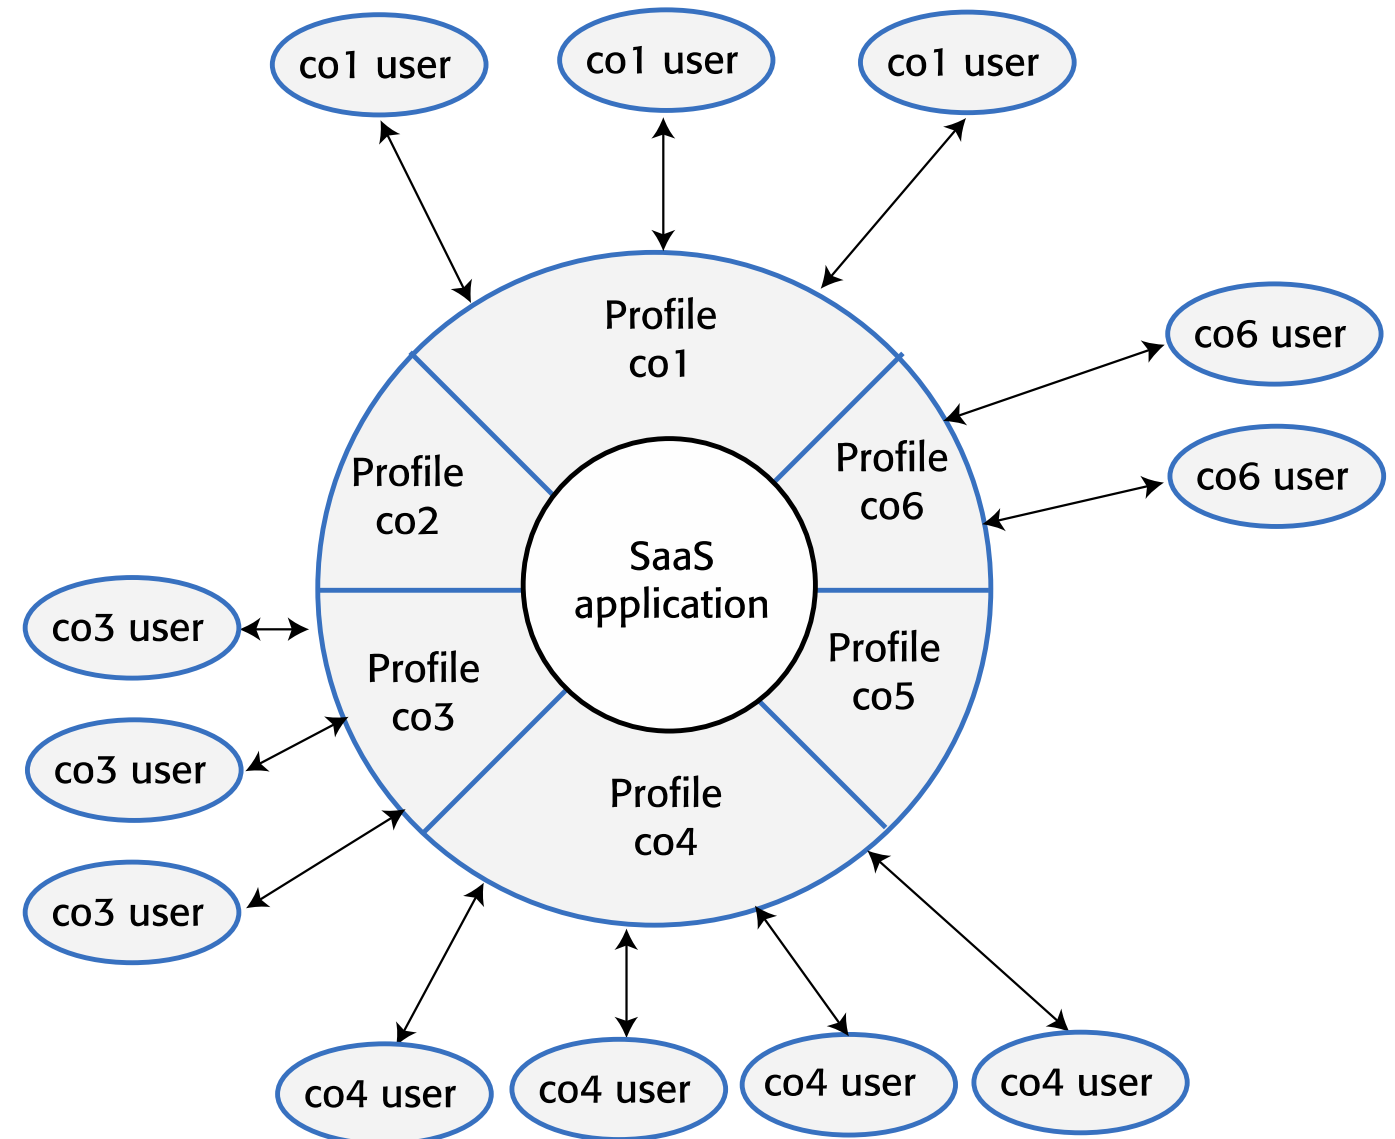 co1 user
co1 user
co1 user
Profile
co1
co6 user
co6 user
Profile
co6
Profile
co2
SaaS
application
co3 user
Profile
co3
Profile
co5
co3 user
Profile
co4
co3 user
co4 user
co4 user
co4 user
co4 user